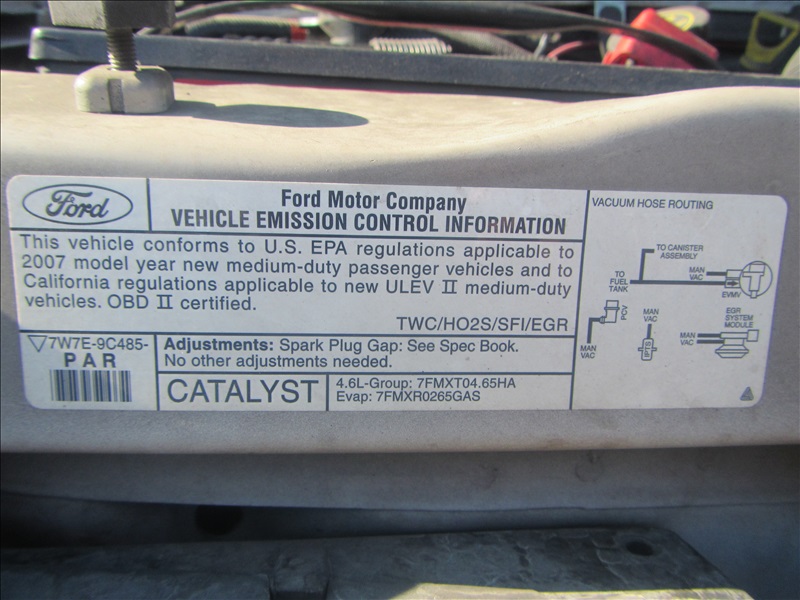 Ford
Ford Motor Company
VEHICLE EMISSION CONTROL INFORMATION
This vehicle conforms to U.S. EPA regulations applicable to
2007 model year new medium-duty passenger vehicles and to
California regulations applicable to new ULEV II medium-duty
vehicles. OBD II certified.
TWC/HO2S/SFI/EGR
7W7E-9C485-
PAR
Adjustments: Spark Plug Gap: See Spec Book.
No other adjustments needed.
CATALYST
4.6L-Group: 7FMXT04.65HA
Evap: 7FMXR0265GAS
VACUUM HOSE ROUTING
TO CANISTER
ASSEMBLY
TO
FUEL
TANK
MAN
VAC
EVMV
PCV
MAN
VAC
MAN
VAC
EGR
SYSTEM
MODULE
MAN
VAC